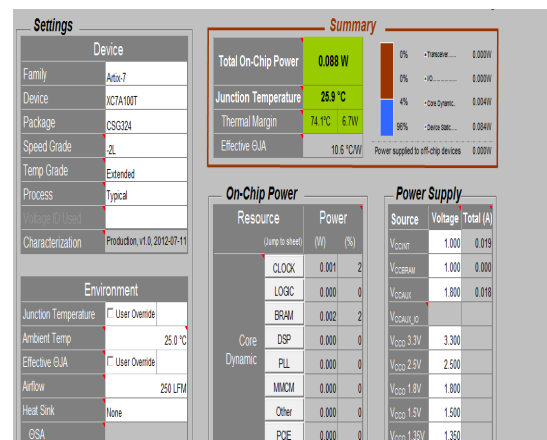 Settings
Device
Family Artix-7
Device XC7A100T
Package CSG324
Speed Grade -2L
Temp Grade Extended
Process Typical
Voltage ID Used
Characterization Production, v1.0, 2012-07-11
Environment
Junction Temperature User Override
Ambient Temp 25.0 °C
Effective ΘJA User Override
Airflow 250 LFM
Heat Sink None
ΘSA
Summary
Total On-Chip Power 0.088 W
Junction Temperature 25.9 °C
Thermal Margin 74.1°C 6.7W
Effective ΘJA 10.6 °C/W
0% Transceiver...... 0.000W
0% I/O 0.000W
4% Core Dynamic.. 0.004W
96% Device Static.... 0.084W
Power supplied to off-chip devices 0.000W
On-Chip Power
Resource Power
(Jump to sheet) (W) (%)
Core Dynamic
CLOCK 0.001 2
LOGIC 0.000 0
BRAM 0.002 2
DSP 0.000 0
PLL 0.000 0
MMCM 0.000 0
Other 0.000 0
POE 0.000 0
Power Supply
Source Voltage Total (A)
VCCINT 1.000 0.019
VCCBRAM 1.000 0.000
VCCAUX 1.800 0.018
VCCAUX_IO
VCCO 3.3V 3.300
VCCO 2.5V 2.500
VCCO 1.8V 1.800
VCCO 1.5V 1.500
VCCO 1.35V 1.350